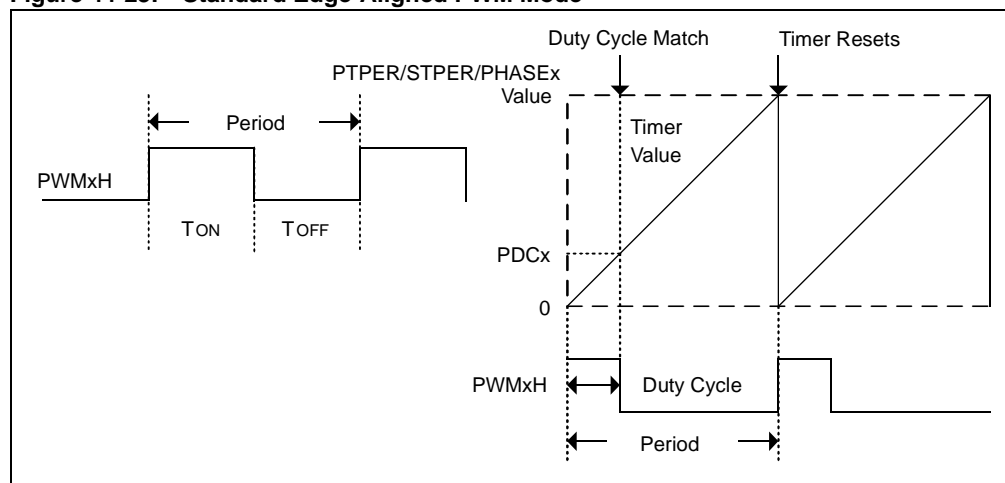 Figure 14-23: Standard Edge-Aligned PWM Mode
Duty Cycle Match
Timer Resets
PTPER/STPER/PHASEx
Value
Period
Timer
Value
PWMxH
TON
TOFF
PDCx
0
PWMxH
Duty Cycle
Period